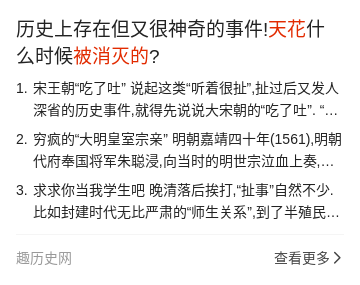 历史上存在但又很神奇的事件!天花什
么时候被消灭的?
1. 宋王朝“吃了吐” 说起这类“听着很扯”,扯过后又发人
深省的历史事件,就得先说说大宋朝的“吃了吐”. “...
2. 穷疯的“大明皇室宗亲” 明朝嘉靖四十年(1561),明朝
代府奉国将军朱聪浸,向当时的明世宗泣血上奏,...
3. 求求你当我学生吧 晚清落后挨打,“扯事”自然不少.
比如封建时代无比严肃的“师生关系”,到了半殖民...
趣历史网
查看更多 >